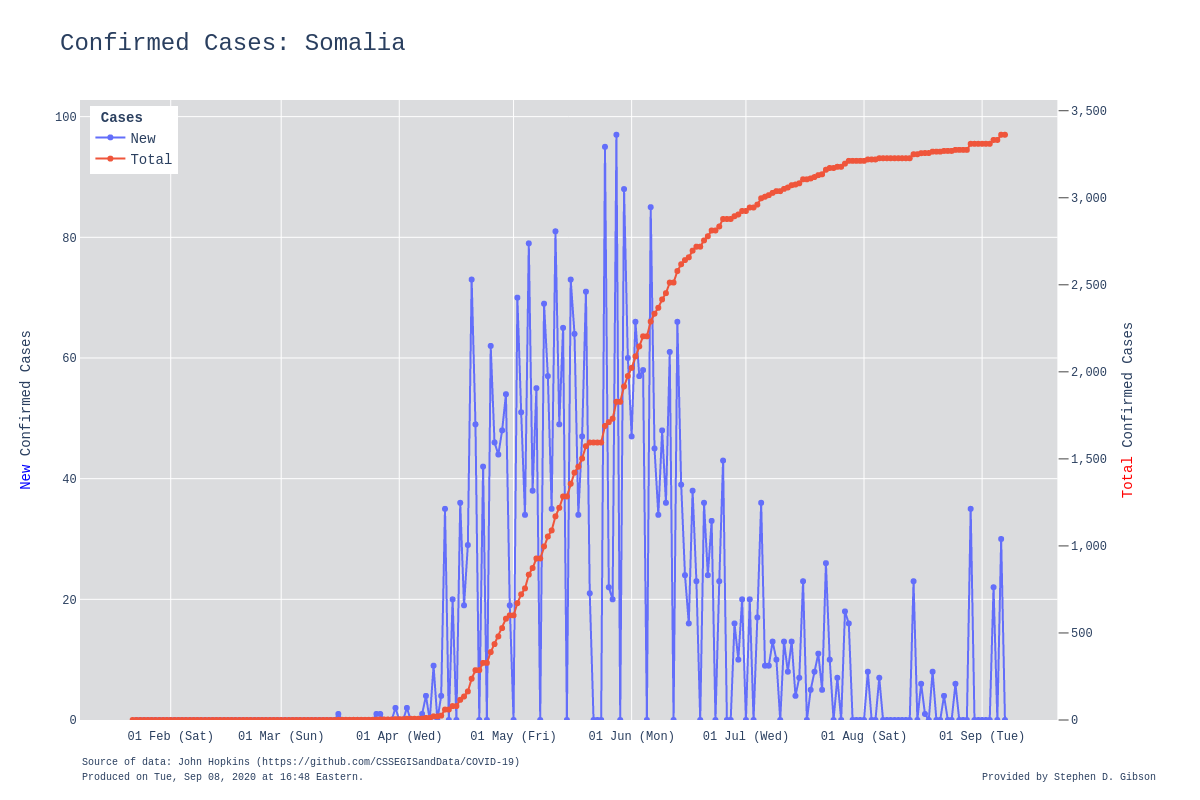 Confirmed Cases: Somalia
Cases
New
Total
100
80
60
40
20
0
3,500
3,000
2,500
2,000
1,500
1,000
500
0
New Confirmed Cases
Total Confirmed Cases
01 Feb (Sat)
01 Mar (Sun)
01 Apr (Wed)
01 May (Fri)
01 Jun (Mon)
01 Jul (Wed)
01 Aug (Sat)
01 Sep (Tue)
Source of data: John Hopkins (https://github.com/CSSEGISandData/COVID-19)
Produced on Tue, Sep 08, 2020 at 16:48 Eastern.
Provided by Stephen D. Gibson